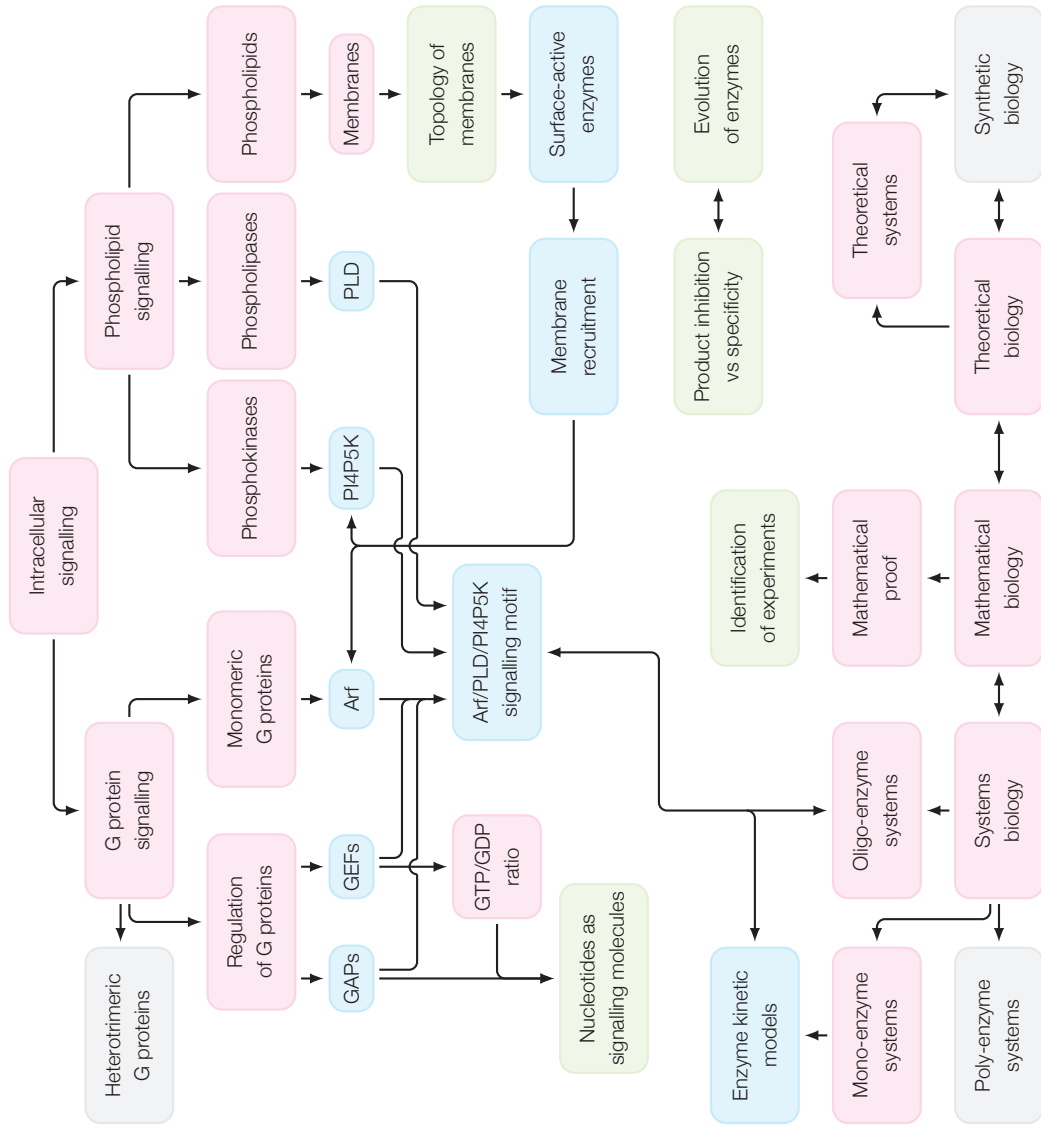 Intracellular
signalling
G protein
signalling
Phospholipid
signalling
Heterotrimeric
G proteins
Regulation
of G proteins
Monomeric
G proteins
Phosphokinases
Phospholipases
Phospholipids
GAPs
GEFs
Arf
PI4P5K
PLD
Membranes
GTP/GDP
ratio
Arf/PLD/PI4P5K
signalling motif
Topology of
membranes
Nucleotides as
signalling molecules
Membrane
recruitment
Surface-active
enzymes
Product inhibition
vs specificity
Evolution
of enzymes
Enzyme kinetic
models
Identification
of experiments
Mono-enzyme
systems
Oligo-enzyme
systems
Mathematical
proof
Theoretical
systems
Poly-enzyme
systems
Systems
biology
Mathematical
biology
Theoretical
biology
Synthetic
biology